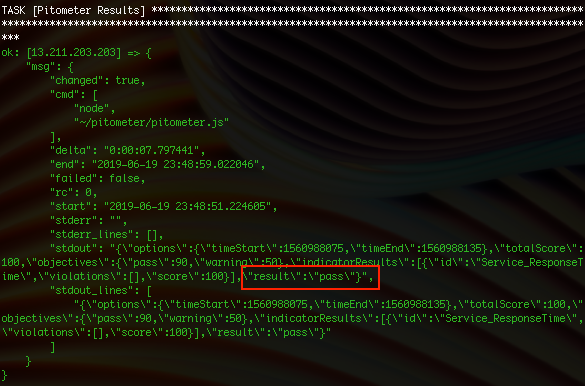 TASK [Pitometer Results] **************************************************************************
*****************************************************************************************************
***
ok: [13.211.203.203] => {
    "msg": {
        "changed": true,
        "cmd": [
            "node",
            "~/pitometer/pitometer.js"
        ],
        "delta": "0:00:07.797441",
        "end": "2019-06-19 23:48:59.022046",
        "failed": false,
        "rc": 0,
        "start": "2019-06-19 23:48:51.224605",
        "stderr": "",
        "stderr_lines": [],
        "stdout": "{\"options\":{\"timeStart\":1560988075,\"timeEnd\":1560988135},\"totalScore\":
100,\"objectives\":{\"pass\":90,\"warning\":50},\"indicatorResults\":[{\"id\":\"Service_ResponseTi
me\",\"violations\":[],\"score\":100}],\"result\":\"pass\"}",
        "stdout_lines": [
            "{\"options\":{\"timeStart\":1560988075,\"timeEnd\":1560988135},\"totalScore\":100,\"
objectives\":{\"pass\":90,\"warning\":50},\"indicatorResults\":[{\"id\":\"Service_ResponseTime\",
\"violations\":[],\"score\":100}],\"result\":\"pass\"}"
        ]
    }
}